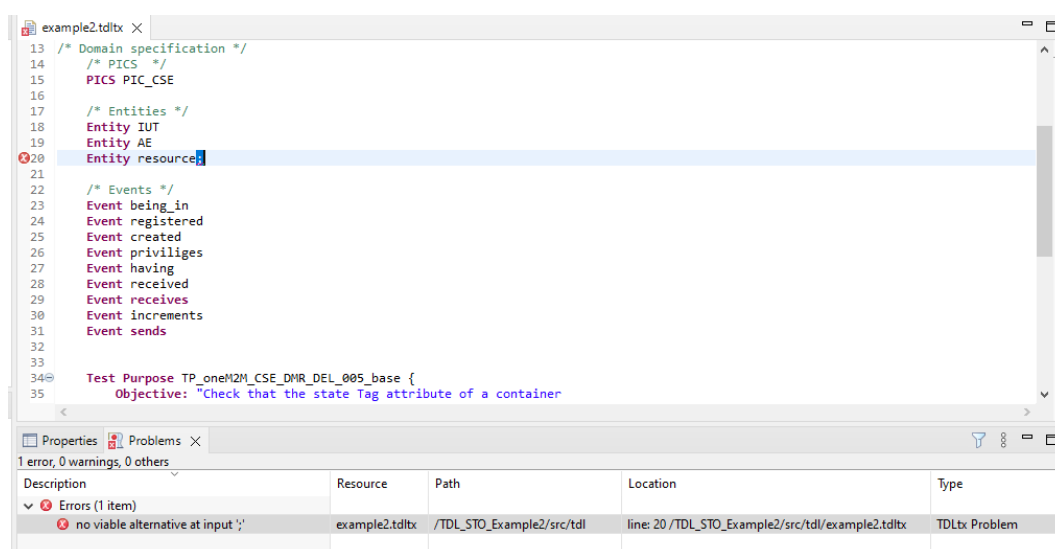 example2.tdltx
13 /* Domain specification */
14 /* PICS */
15 PICS PIC_CSE
16
17 /* Entities */
18 Entity IUT
19 Entity AE
20 Entity resource;
21
22 /* Events */
23 Event being_in
24 Event registered
25 Event created
26 Event priviliges
27 Event having
28 Event received
29 Event receives
30 Event increments
31 Event sends
32
33
34 Test Purpose TP_oneM2M_CSE_DMR_DEL_005_base {
35 Objective: "Check that the state Tag attribute of a container
Properties Problems
1 error, 0 warnings, 0 others
Description Resource Path Location Type
Errors (1 item)
no viable alternative at input ';' example2.tdltx /TDL_STO_Example2/src/tdl line: 20 /TDL_STO_Example2/src/tdl/example2.tdltx TDLtx Problem